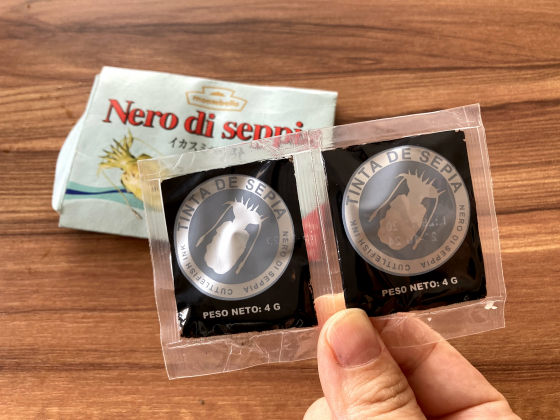 Nero di seppi
イカスミ
TINTA DE SEPIA
NERO DI SEPPIA
CUTTLEFISH INK
PESO NETO: 4 G
TINTA DE SEPIA
NERO DI SEPPIA
CUTTLEFISH INK
PESO NETO: 4 G